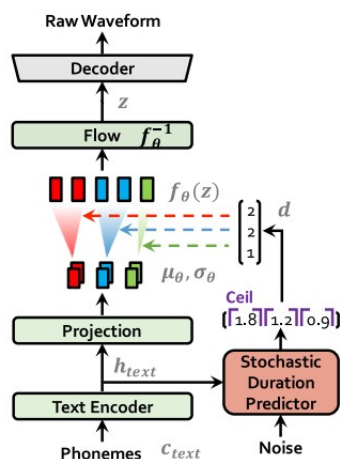 Raw Waveform
Decoder
z
Flow f_θ^{-1}
f_θ(z)
2
2
1
d
μ_θ, σ_θ
Ceil
(⌈1.8⌉⌈1.2⌉⌈0.9⌉)
Projection
h_text
Stochastic
Duration
Predictor
Text Encoder
Phonemes c_text
Noise